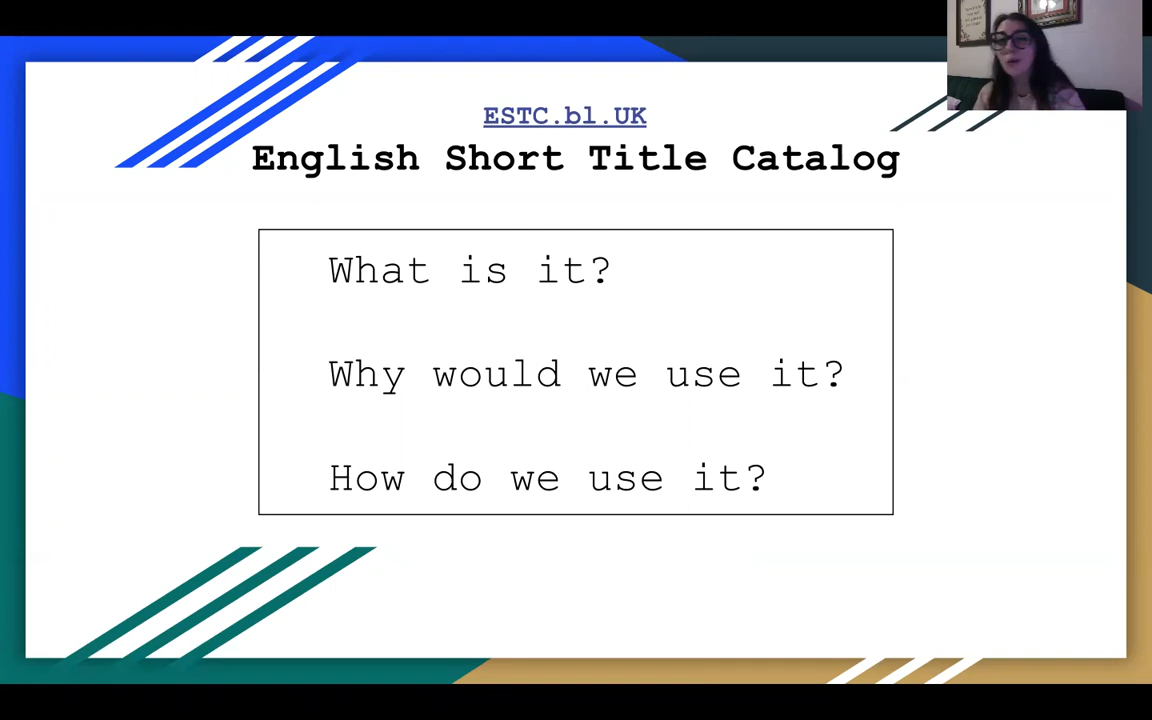 ESTC.bl.UK
English Short Title Catalog
What is it?
Why would we use it?
How do we use it?